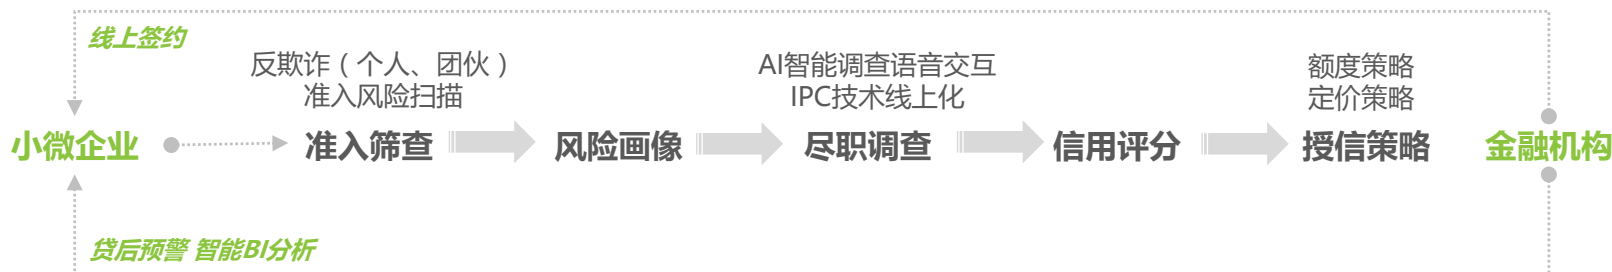 线上签约
反欺诈（个人、团伙）
准入风险扫描
AI智能调查语音交互
IPC技术线上化
额度策略
定价策略
小微企业
准入筛查
风险画像
尽职调查
信用评分
授信策略
金融机构
贷后预警 智能BI分析